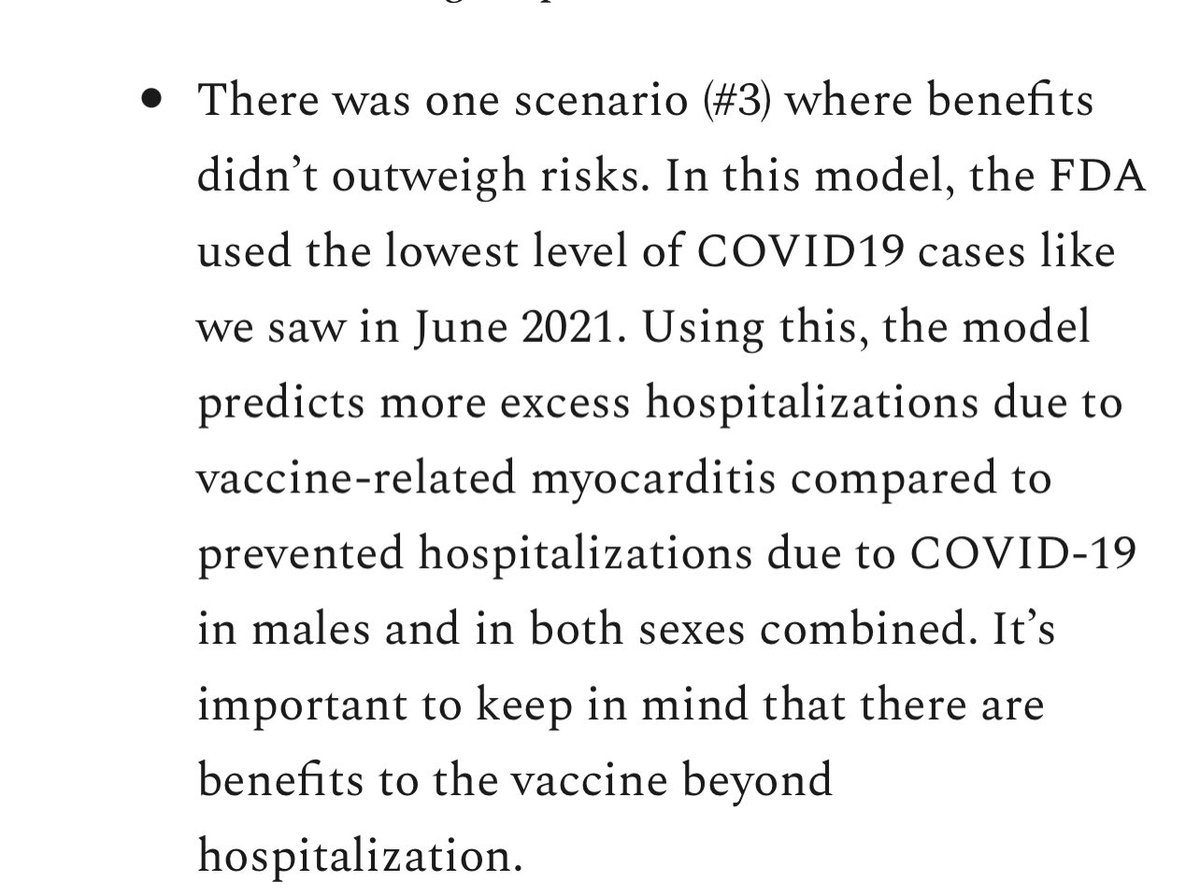 • There was one scenario (#3) where benefits
didn’t outweigh risks. In this model, the FDA
used the lowest level of COVID19 cases like
we saw in June 2021. Using this, the model
predicts more excess hospitalizations due to
vaccine-related myocarditis compared to
prevented hospitalizations due to COVID-19
in males and in both sexes combined. It’s
important to keep in mind that there are
benefits to the vaccine beyond
hospitalization.